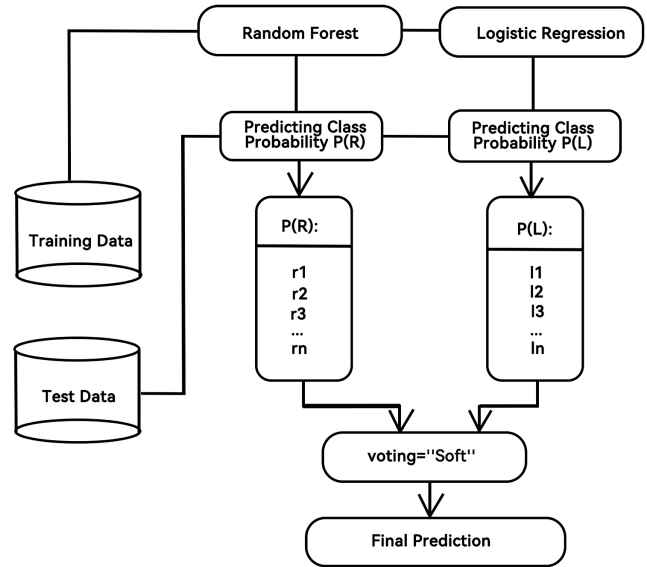 Random Forest
Logistic Regression
Predicting Class
Probability P(R)
Predicting Class
Probability P(L)
Training Data
P(R):
r1
r2
r3
...
rn
P(L):
l1
l2
l3
...
ln
Test Data
voting="Soft"
Final Prediction